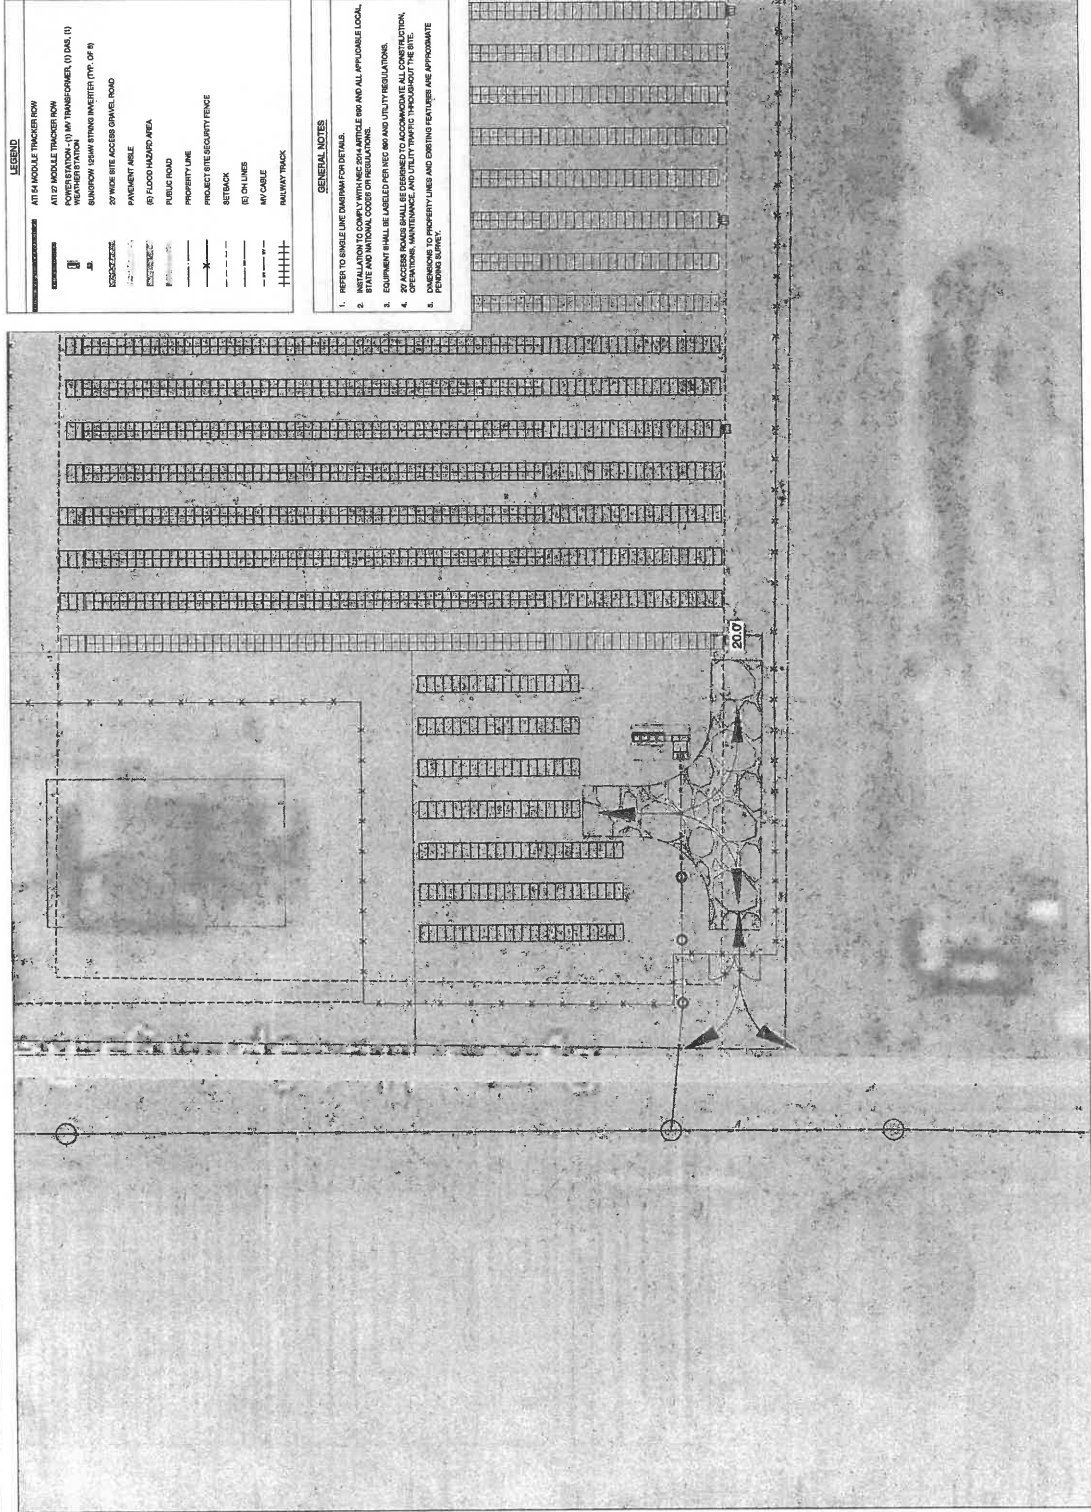 LEGEND
ATI 54 MODULE TRACKER ROW
ATI 27 MODULE TRACKER ROW
POWER STATION - (1) MV TRANSFORMER, (1) DAS, (1)
WEATHER STATION
SUNGROW 125kW STRING INVERTER (TYP. OF 8)
20' WIDE SITE ACCESS GRAVEL ROAD
PAVEMENT AISLE
(E) FLOOD HAZARD AREA
PUBLIC ROAD
PROPERTY LINE
PROJECT SITE SECURITY FENCE
SETBACK
(E) OH LINES
MV CABLE
RAILWAY TRACK
GENERAL NOTES
1. REFER TO SINGLE LINE DIAGRAM FOR DETAILS.
2. INSTALLATION TO COMPLY WITH NEC 2014 ARTICLE 690 AND ALL APPLICABLE LOCAL,
STATE AND NATIONAL CODES OR REGULATIONS.
3. EQUIPMENT SHALL BE LABELED PER NEC 690 AND UTILITY REGULATIONS.
4. 20' ACCESS ROADS SHALL BE DESIGNED TO ACCOMMODATE ALL CONSTRUCTION,
OPERATIONS, MAINTENANCE, AND UTILITY TRAFFIC THROUGHOUT THE SITE.
5. DIMENSIONS TO PROPERTY LINES AND EXISTING FEATURES ARE APPROXIMATE
PENDING SURVEY.
20.0'